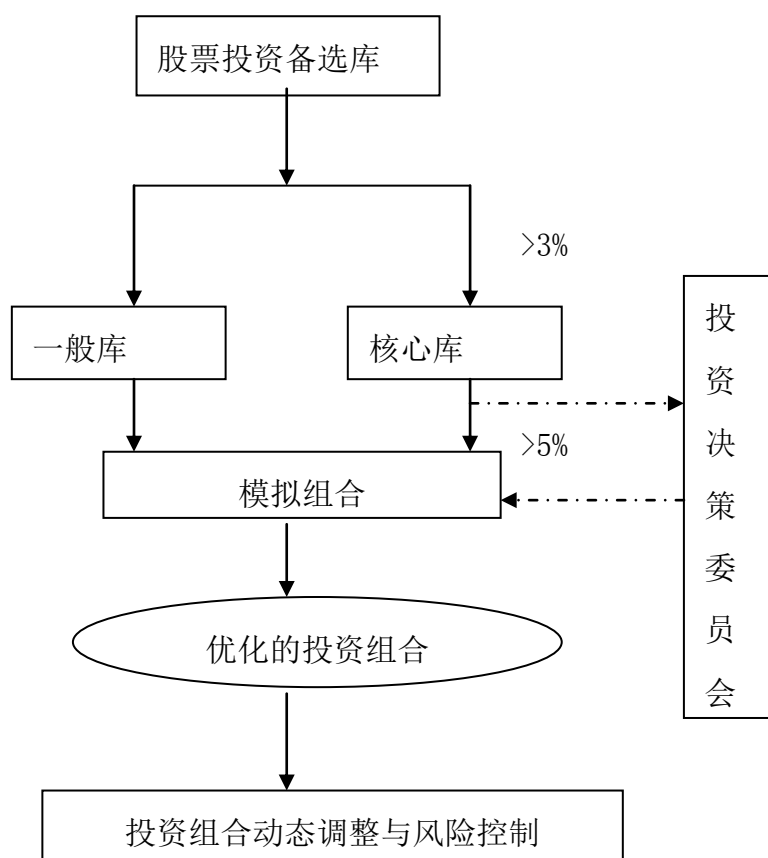 股票投资备选库
>3%
一般库
核心库
投资决策委员会
>5%
模拟组合
优化的投资组合
投资组合动态调整与风险控制